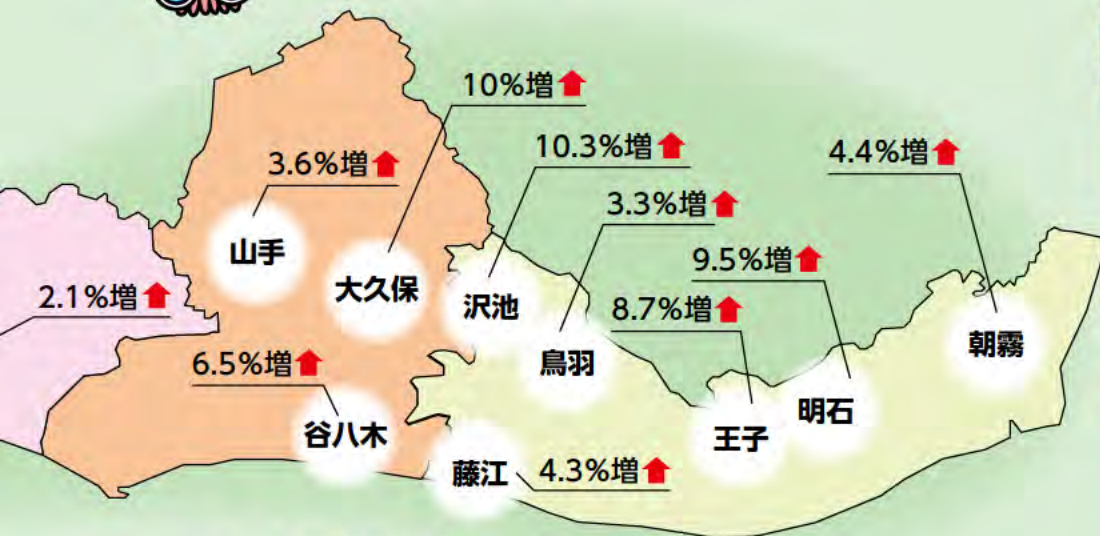 10%増
10.3%増
4.4%増
3.6%増
3.3%増
山手
9.5%増
大久保
2.1%増
沢池
8.7%増
鳥羽
朝霧
6.5%増
明石
谷八木
王子
藤江
4.3%増